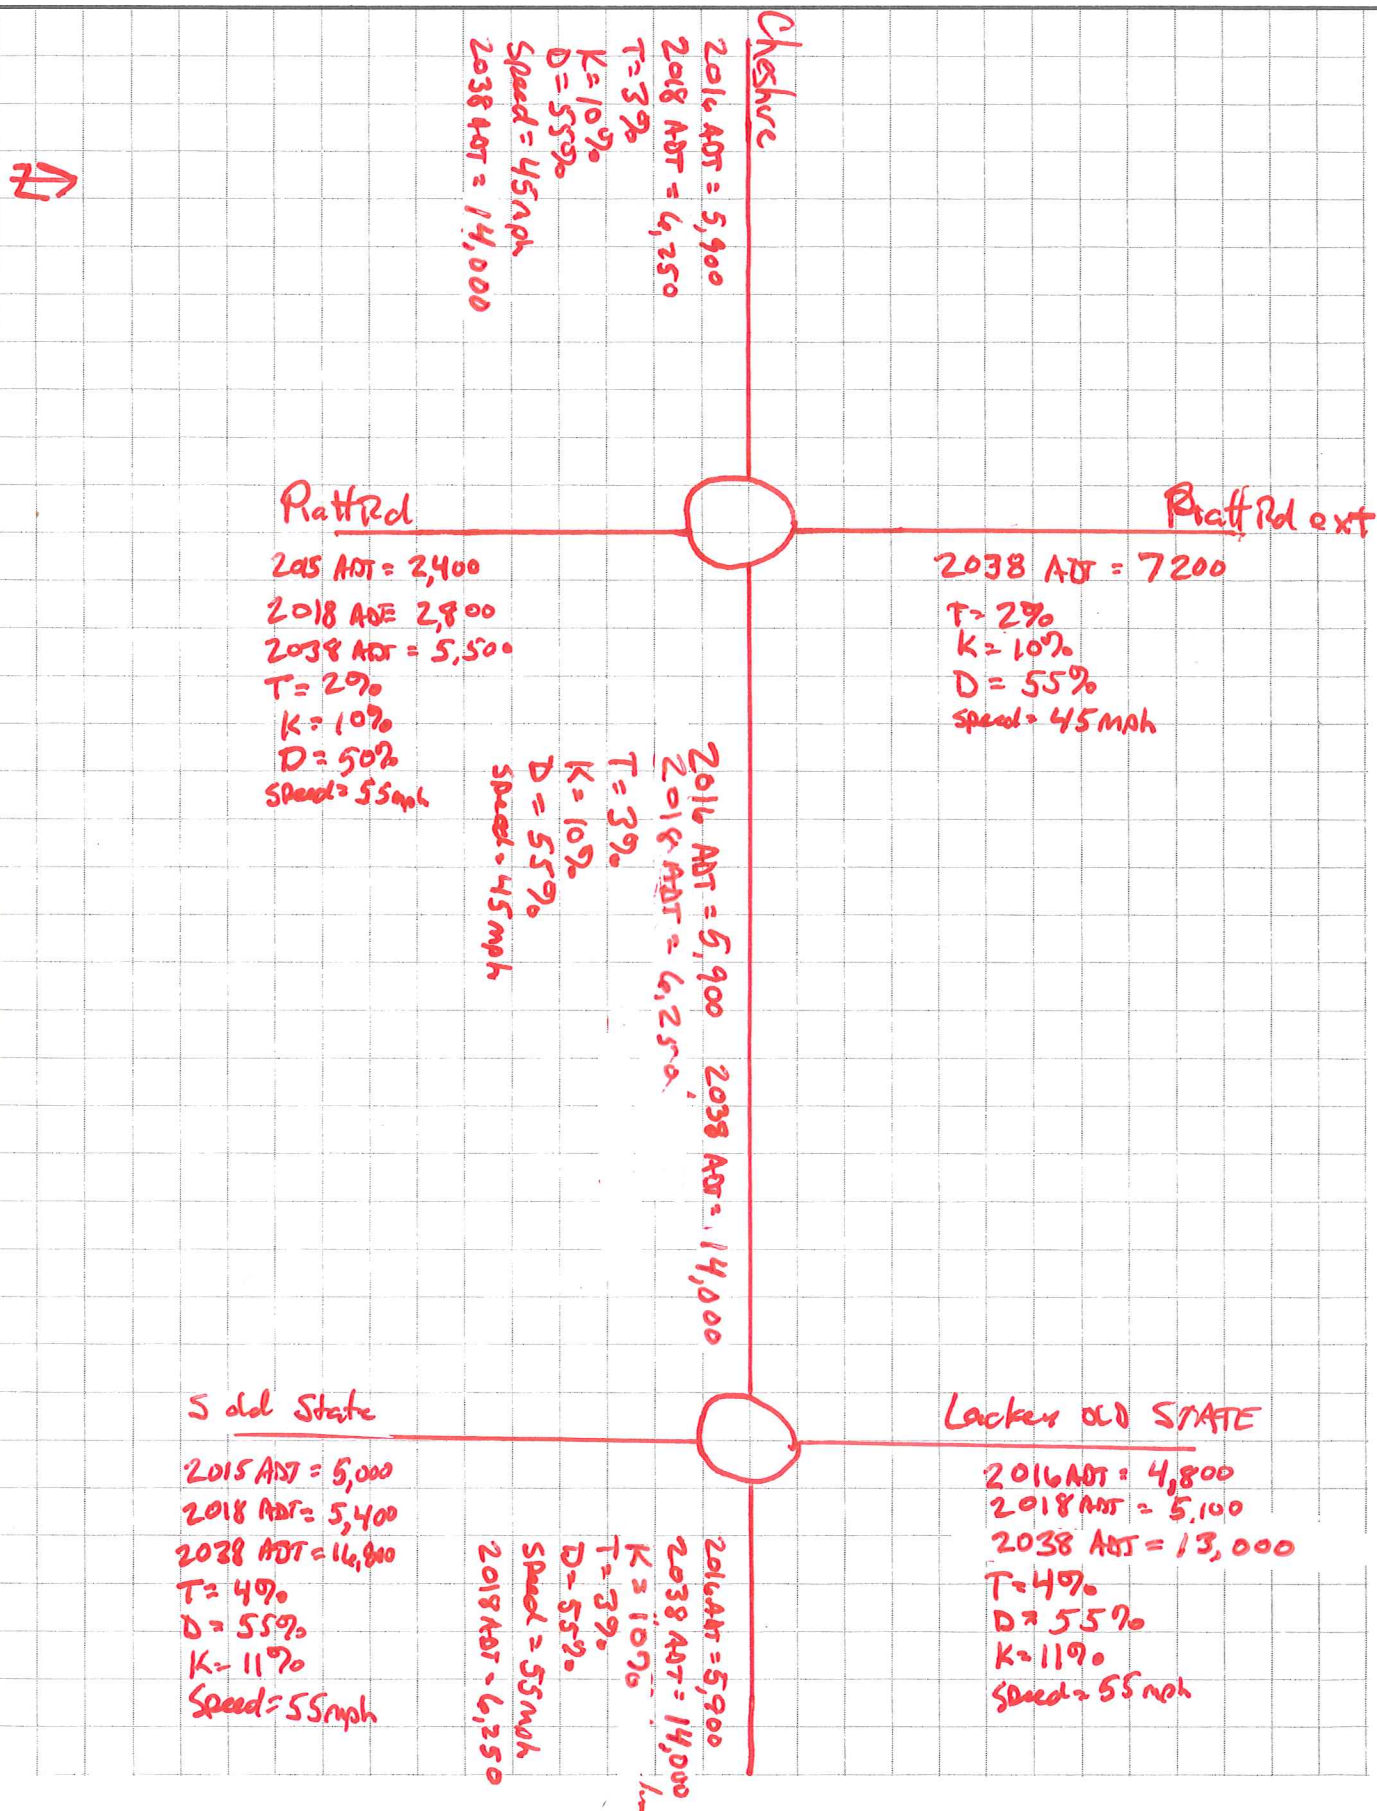 Cheshire
2016 ADT = 5,900
2018 ADT = 6,250
T = 3%
K = 10%
D = 55%
Speed = 45mph
2038 ADT = 14,000
N
Piatt Rd
2015 ADT = 2,400
2018 ADT 2,800
2038 ADT = 5,500
T = 2%
K = 10%
D = 50%
speed = 55mph
Piatt Rd ext
2038 ADT = 7200
T = 2%
K = 10%
D = 55%
speed = 45mph
2016 ADT = 5,900 2038 ADT = 14,000
2018 ADT = 6,250
T = 3%
K = 10%
D = 55%
speed = 45mph
S Old State
2015 ADT = 5,000
2018 ADT = 5,400
2038 ADT =
T = 4%
D = 55%
K = 11%
Speed = 55mph
Lackey OLD STATE
2016 ADT = 4,800
2018 ADT = 5,100
2038 ADT = 13,000
T = 4%
D = 55%
K = 11%
Speed = 55mph
2016 ADT = 5,900
2038 ADT = 14,000
K = 10%
T = 3%
D = 55%
Speed = 55mph
2018 ADT = 6,250